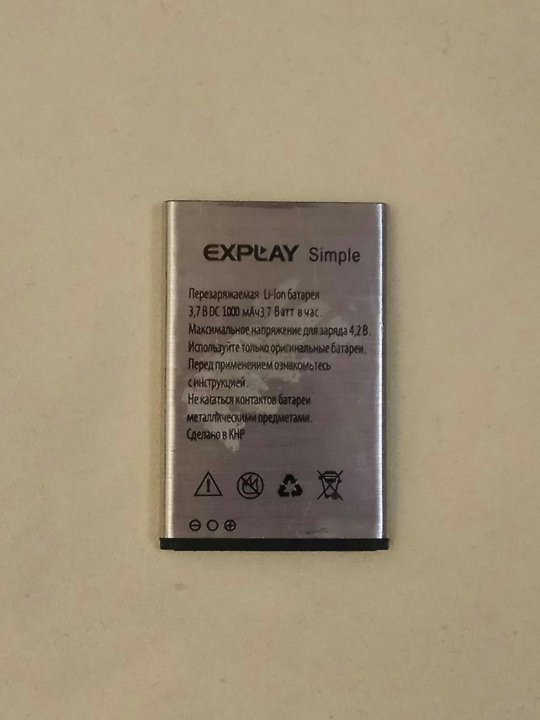 EXPLAY Simple
Перезаряжаемая Li-Ion батарея
3,7 В DC 1000 мАч3,7 Ватт в час.
Максимальное напряжение для заряда 4,2 В.
Используйте только оригинальные батареи.
Перед применением ознакомьтесь
с инструкцией.
Не касаться контактов батареи
металлическими предметами.
Сделано в КНР